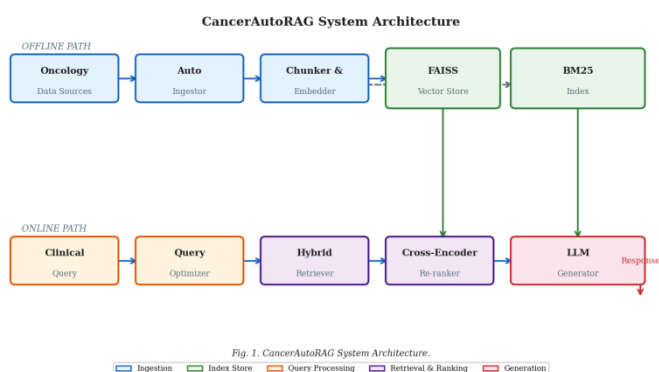 CancerAutoRAG System Architecture
OFFLINE PATH
Oncology
Data Sources
Auto
Ingestor
Chunker &
Embedder
FAISS
Vector Store
BM25
Index
ONLINE PATH
Clinical
Query
Query
Optimizer
Hybrid
Retriever
Cross-Encoder
Re-ranker
LLM
Generator
Response
Fig. 1. CancerAutoRAG System Architecture.
Ingestion Index Store Query Processing Retrieval & Ranking Generation